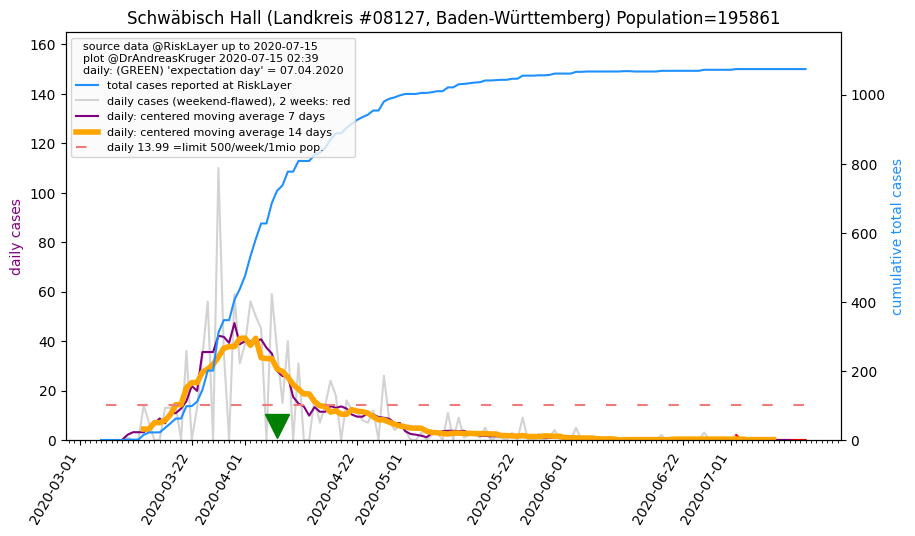 Schwäbisch Hall (Landkreis #08127, Baden-Württemberg) Population=195861
source data @RiskLayer up to 2020-07-15
plot @DrAndreasKruger 2020-07-15 02:39
daily: (GREEN) 'expectation day' = 07.04.2020
total cases reported at RiskLayer
daily cases (weekend-flawed), 2 weeks: red
daily: centered moving average 7 days
daily: centered moving average 14 days
daily 13.99 =limit 500/week/1mio pop.
daily cases
160
140
120
100
80
60
40
20
0
cumulative total cases
1000
800
600
400
200
0
2020-03-01
2020-03-22
2020-04-01
2020-04-22
2020-05-01
2020-05-22
2020-06-01
2020-06-22
2020-07-01